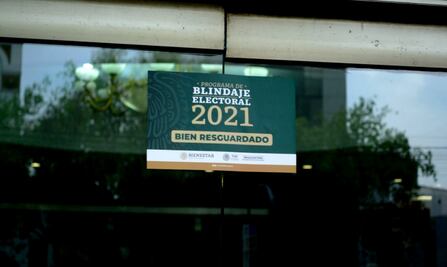 PROGRAMA DE
BLINDAJE
ELECTORAL
2021
BIEN RESGUARDADO
BIENESTAR